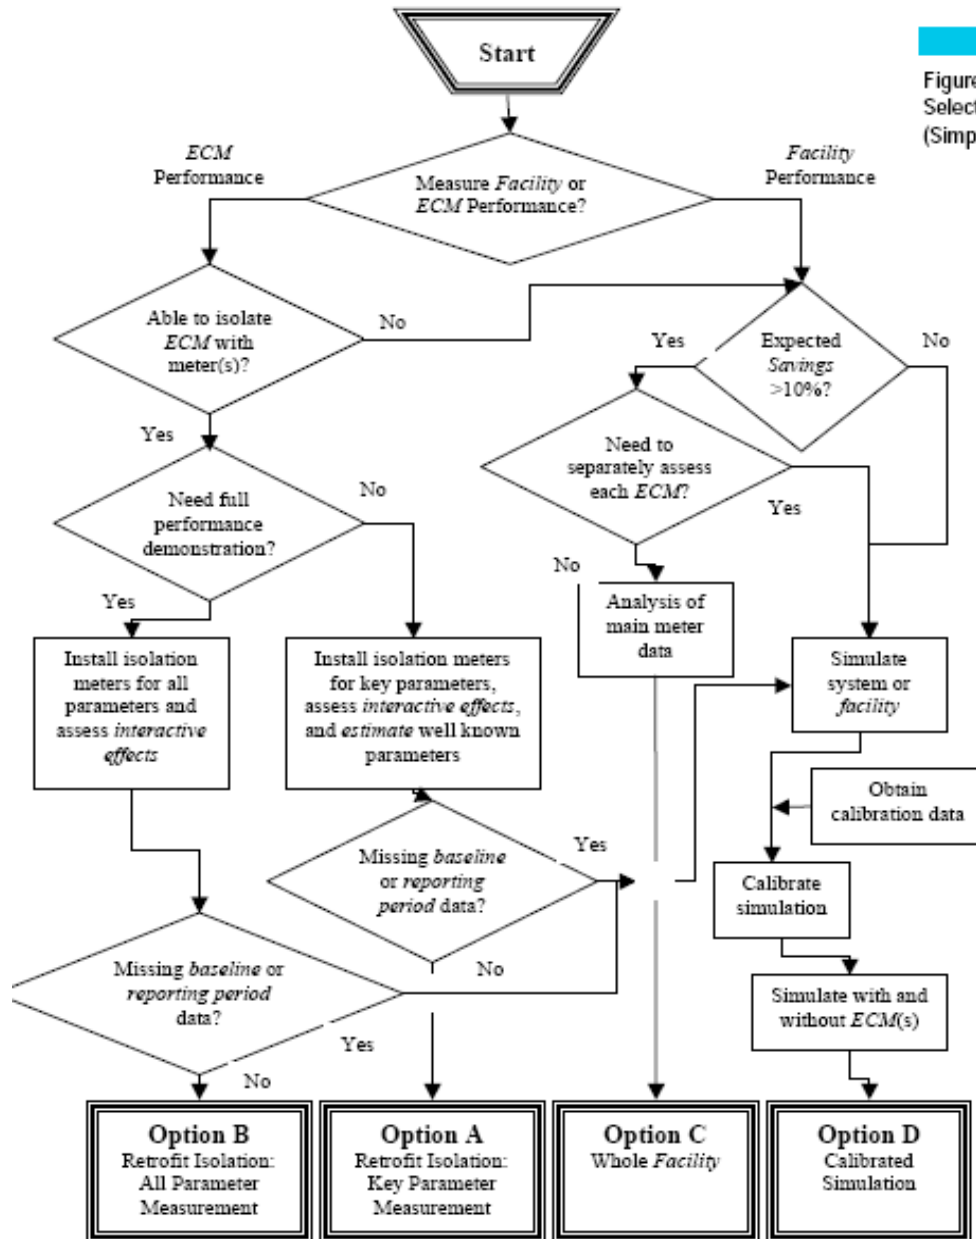 Start
Figure
Select
(Simp
ECM
Performance
Facility
Performance
Measure Facility or
ECM Performance?
Able to isolate
ECM with
meter(s)?
No
Yes
Expected
Savings
>10%?
No
Yes
Need to
separately assess
each ECM?
Yes
No
Need full
performance
demonstration?
No
Yes
Analysis of
main meter
data
Install isolation
meters for all
parameters and
assess interactive
effects
Install isolation meters
for key parameters,
assess interactive effects,
and estimate well known
parameters
Simulate
system or
facility
Obtain
calibration data
Missing baseline
or reporting
period data?
Yes
No
Calibrate
simulation
Missing baseline or
reporting period
data?
Yes
No
Simulate with and
without ECM(s)
Option B
Retrofit Isolation:
All Parameter
Measurement
Option A
Retrofit Isolation:
Key Parameter
Measurement
Option C
Whole Facility
Option D
Calibrated
Simulation